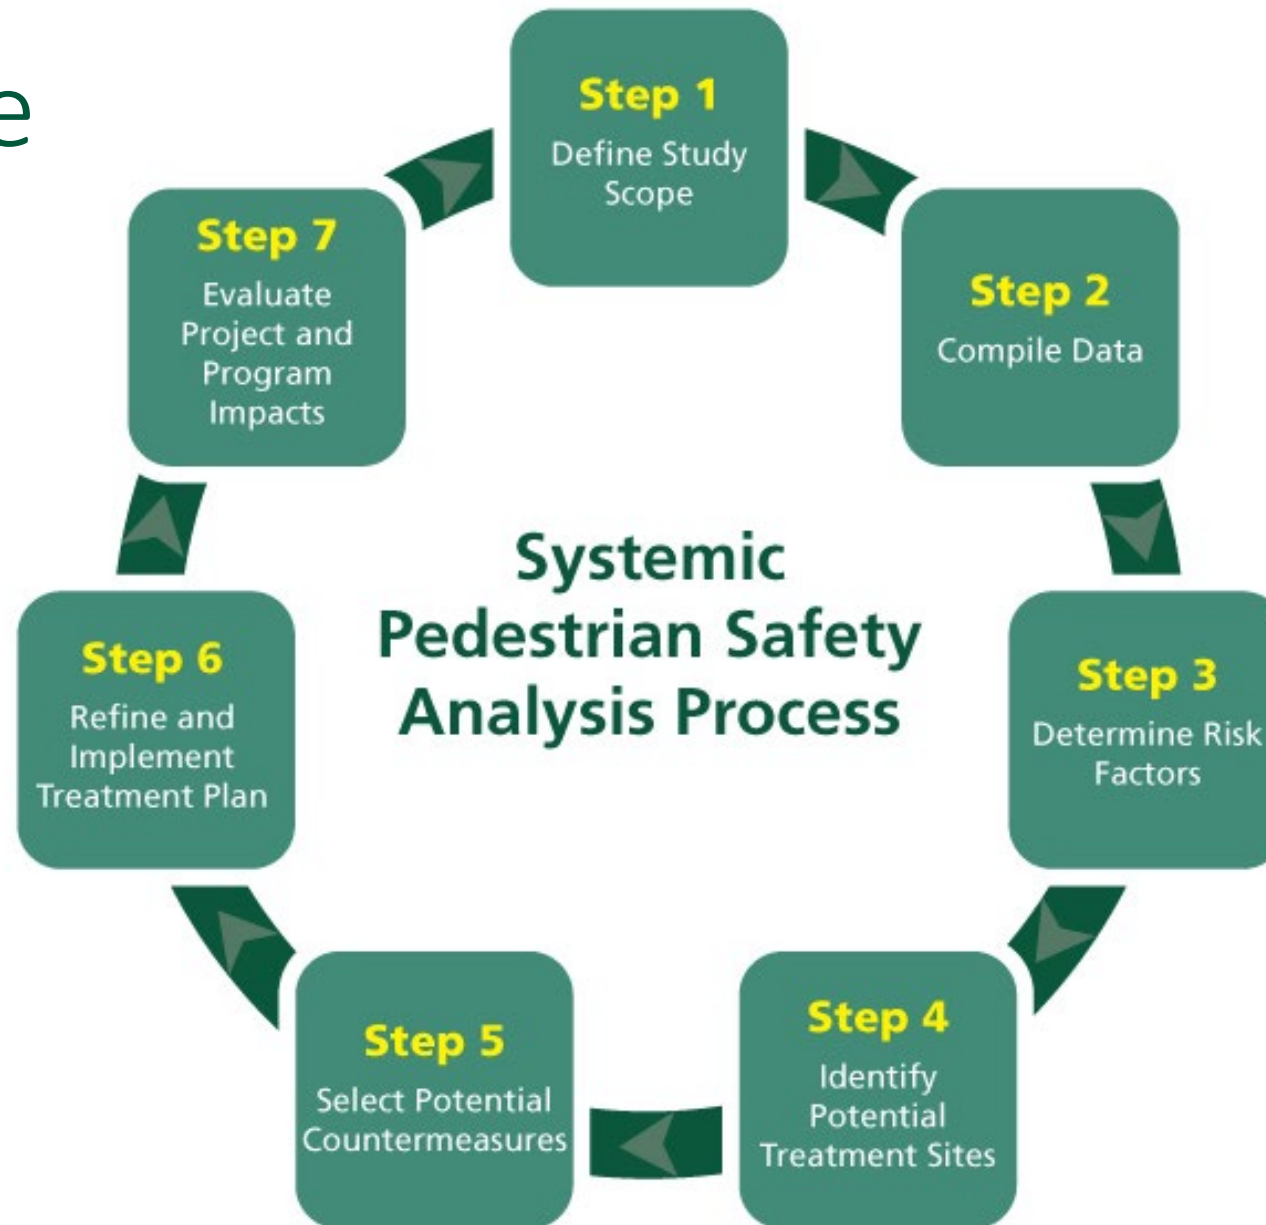 e
Step 1
Define Study
Scope
Step 2
Compile Data
Step 3
Determine Risk
Factors
Step 4
Identify
Potential
Treatment Sites
Step 5
Select Potential
Countermeasures
Step 6
Refine and
Implement
Treatment Plan
Step 7
Evaluate
Project and
Program
Impacts
Systemic
Pedestrian Safety
Analysis Process